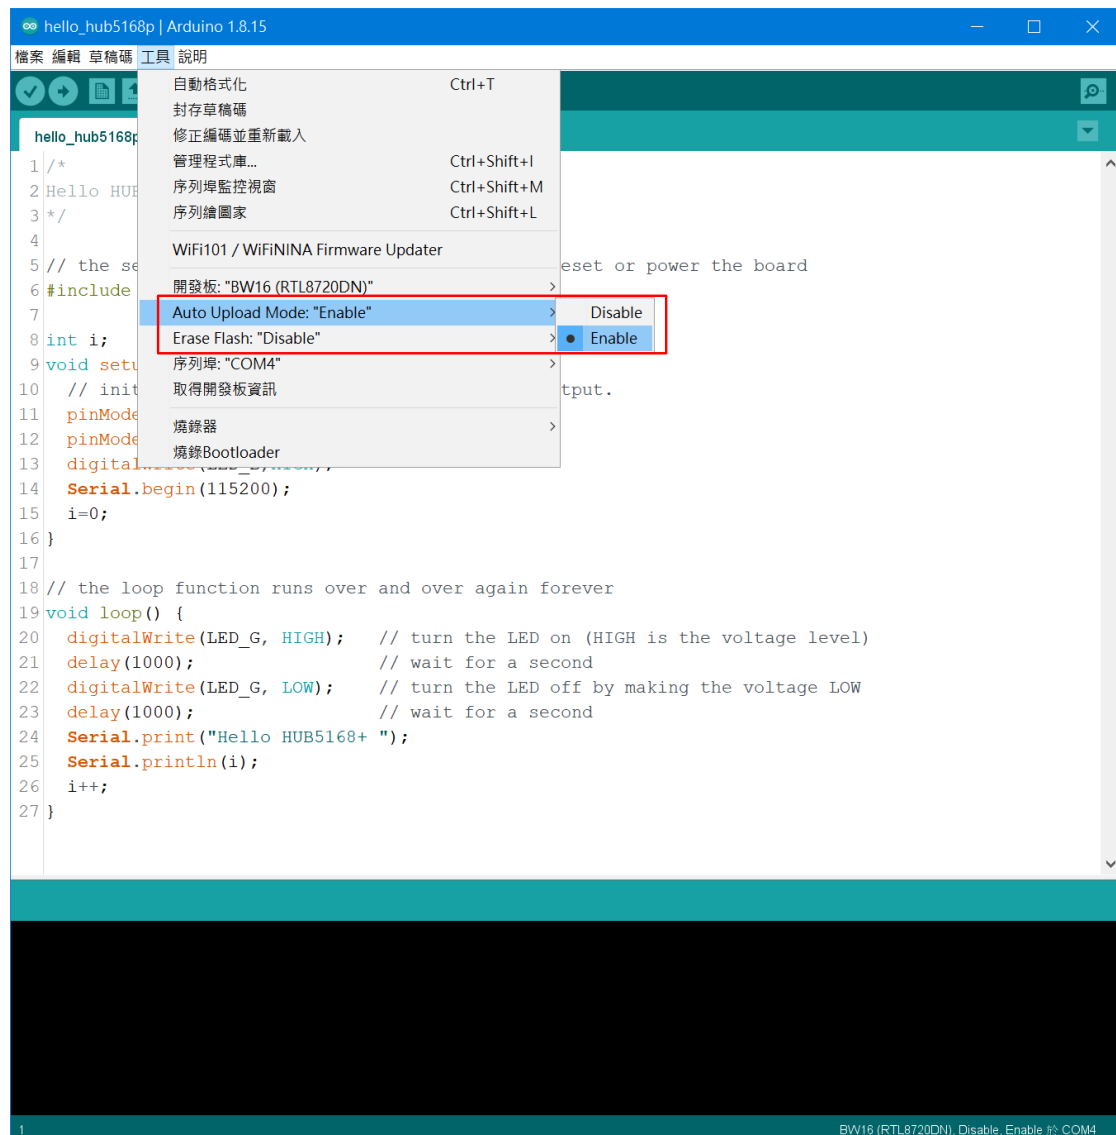 hello_hub5168p | Arduino 1.8.15
檔案 編輯 草稿碼 工具 說明
自動格式化 Ctrl+T
封存草稿碼
修正編碼並重新載入
管理程式庫... Ctrl+Shift+I
序列埠監控視窗 Ctrl+Shift+M
序列繪圖家 Ctrl+Shift+L
WiFi101 / WiFiNINA Firmware Updater
開發板: "BW16 (RTL8720DN)"
Auto Upload Mode: "Enable"
Erase Flash: "Disable"
序列埠: "COM4"
取得開發板資訊
燒錄器
燒錄Bootloader
Disable
Enable
hello_hub5168p
1 /*
2 Hello HUB
3 */
4
5 // the se eset or power the board
6 #include
7
8 int i;
9 void setu
10 // init tput.
11 pinMode
12 pinMode
13 digital
14 Serial.begin(115200);
15 i=0;
16 }
17
18 // the loop function runs over and over again forever
19 void loop() {
20 digitalWrite(LED_G, HIGH); // turn the LED on (HIGH is the voltage level)
21 delay(1000); // wait for a second
22 digitalWrite(LED_G, LOW); // turn the LED off by making the voltage LOW
23 delay(1000); // wait for a second
24 Serial.print("Hello HUB5168+ ");
25 Serial.println(i);
26 i++;
27 }
1 BW16 (RTL8720DN), Disable, Enable 於 COM4